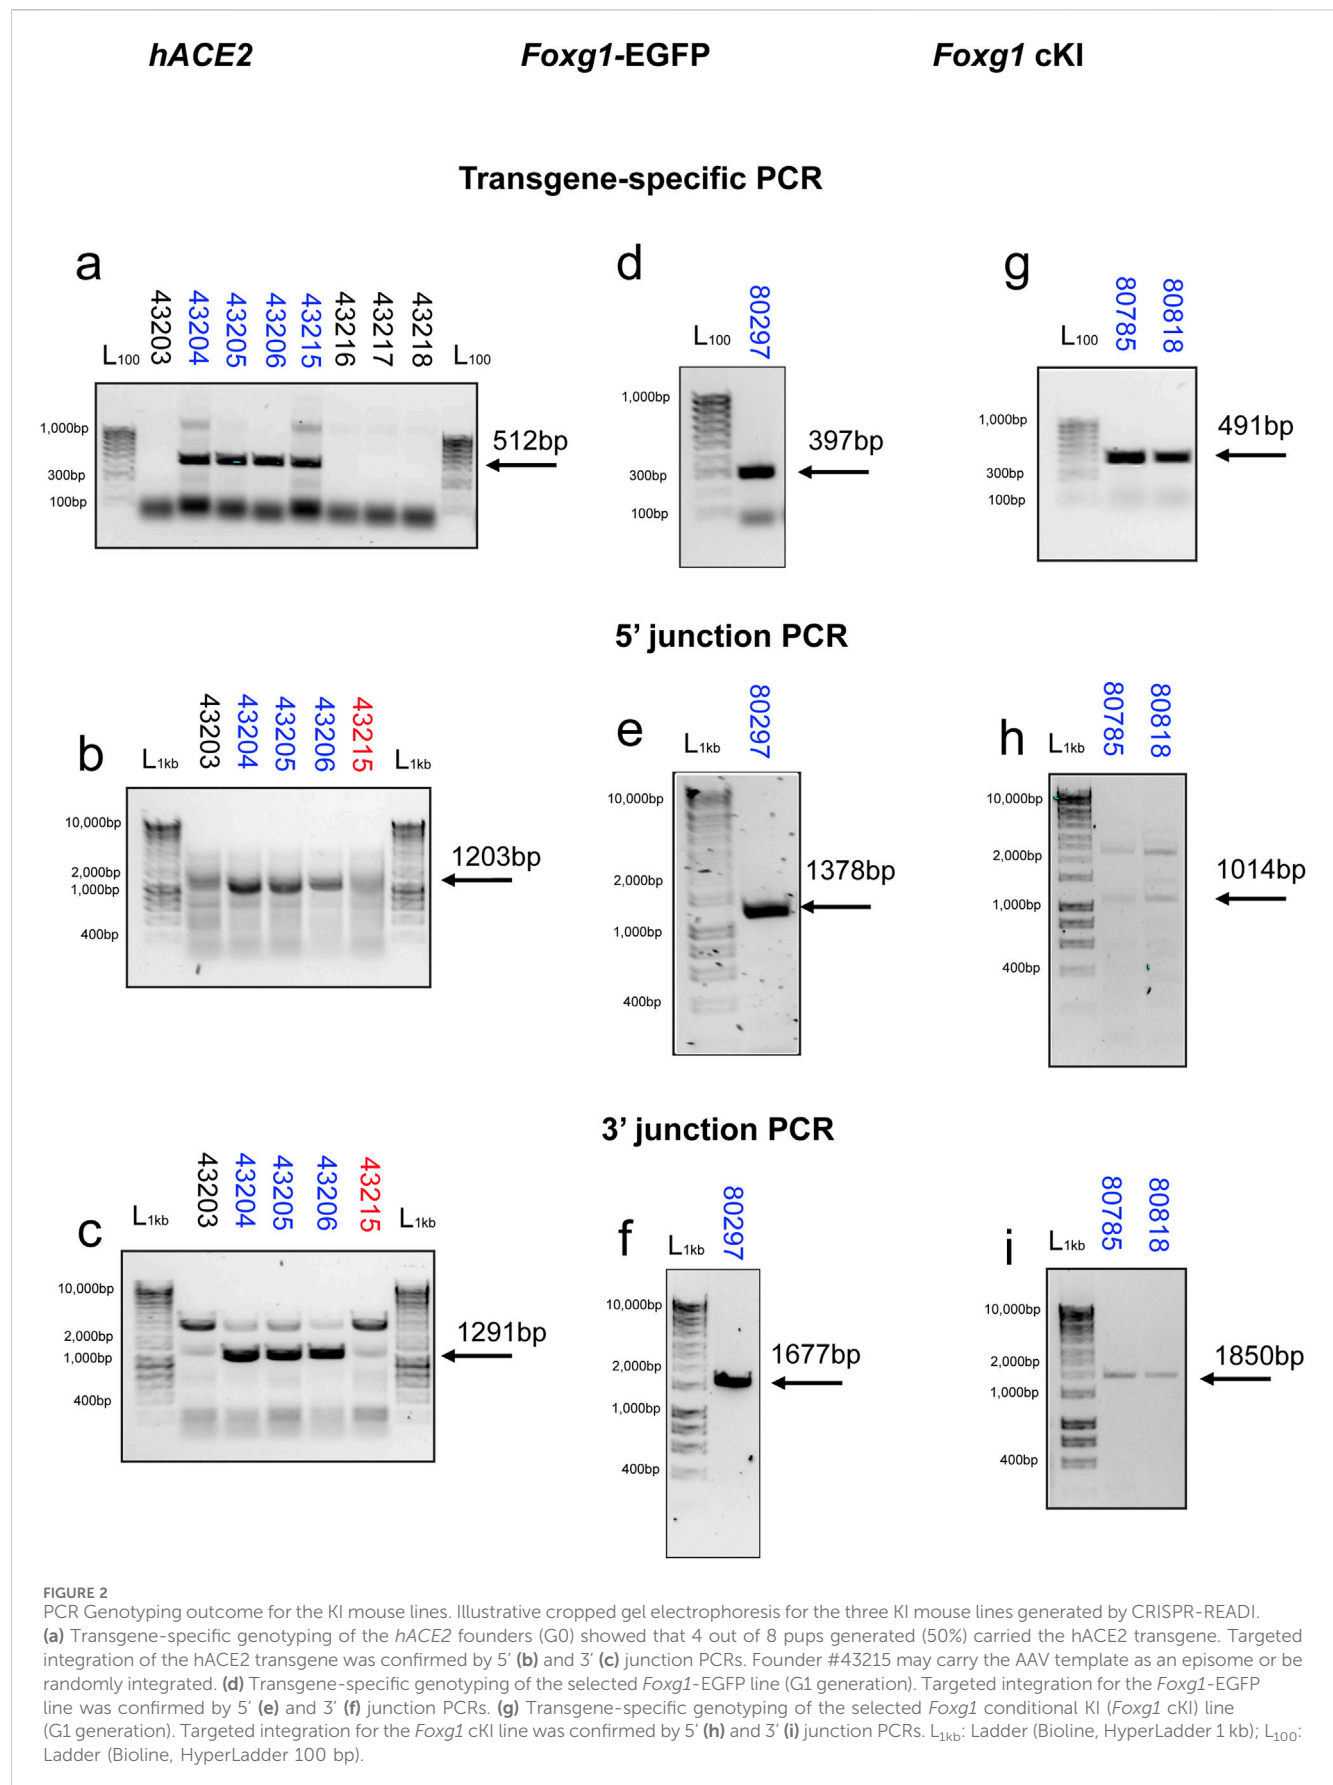 hACE2 Foxg1-EGFP Foxg1 cKI
Transgene-specific PCR
a
43203 43204 43205 43206 43215 43216 43217 43218
L100 L100
1,000bp
300bp
100bp
512bp
d
80297
L100
1,000bp
300bp
100bp
397bp
g
80785 80818
L100
1,000bp
300bp
100bp
491bp
5’ junction PCR
b
43203 43204 43205 43206 43215
L1kb L1kb
10,000bp
2,000bp
1,000bp
400bp
1203bp
e
80297
L1kb
10,000bp
2,000bp
1,000bp
400bp
1378bp
h
80785 80818
L1kb
10,000bp
2,000bp
1,000bp
400bp
1014bp
3’ junction PCR
c
43203 43204 43205 43206 43215
L1kb L1kb
10,000bp
2,000bp
1,000bp
400bp
1291bp
f
80297
L1kb
10,000bp
2,000bp
1,000bp
400bp
1677bp
i
80785 80818
L1kb
10,000bp
2,000bp
1,000bp
400bp
1850bp
FIGURE 2
PCR Genotyping outcome for the KI mouse lines. Illustrative cropped gel electrophoresis for the three KI mouse lines generated by CRISPR-READI.
(a) Transgene-specific genotyping of the hACE2 founders (G0) showed that 4 out of 8 pups generated (50%) carried the hACE2 transgene. Targeted
integration of the hACE2 transgene was confirmed by 5′ (b) and 3′ (c) junction PCRs. Founder #43215 may carry the AAV template as an episome or be
randomly integrated. (d) Transgene-specific genotyping of the selected Foxg1-EGFP line (G1 generation). Targeted integration for the Foxg1-EGFP
line was confirmed by 5′ (e) and 3′ (f) junction PCRs. (g) Transgene-specific genotyping of the selected Foxg1 conditional KI (Foxg1 cKI) line
(G1 generation). Targeted integration for the Foxg1 cKI line was confirmed by 5′ (h) and 3′ (i) junction PCRs. L1kb: Ladder (Bioline, HyperLadder 1 kb); L100:
Ladder (Bioline, HyperLadder 100 bp).